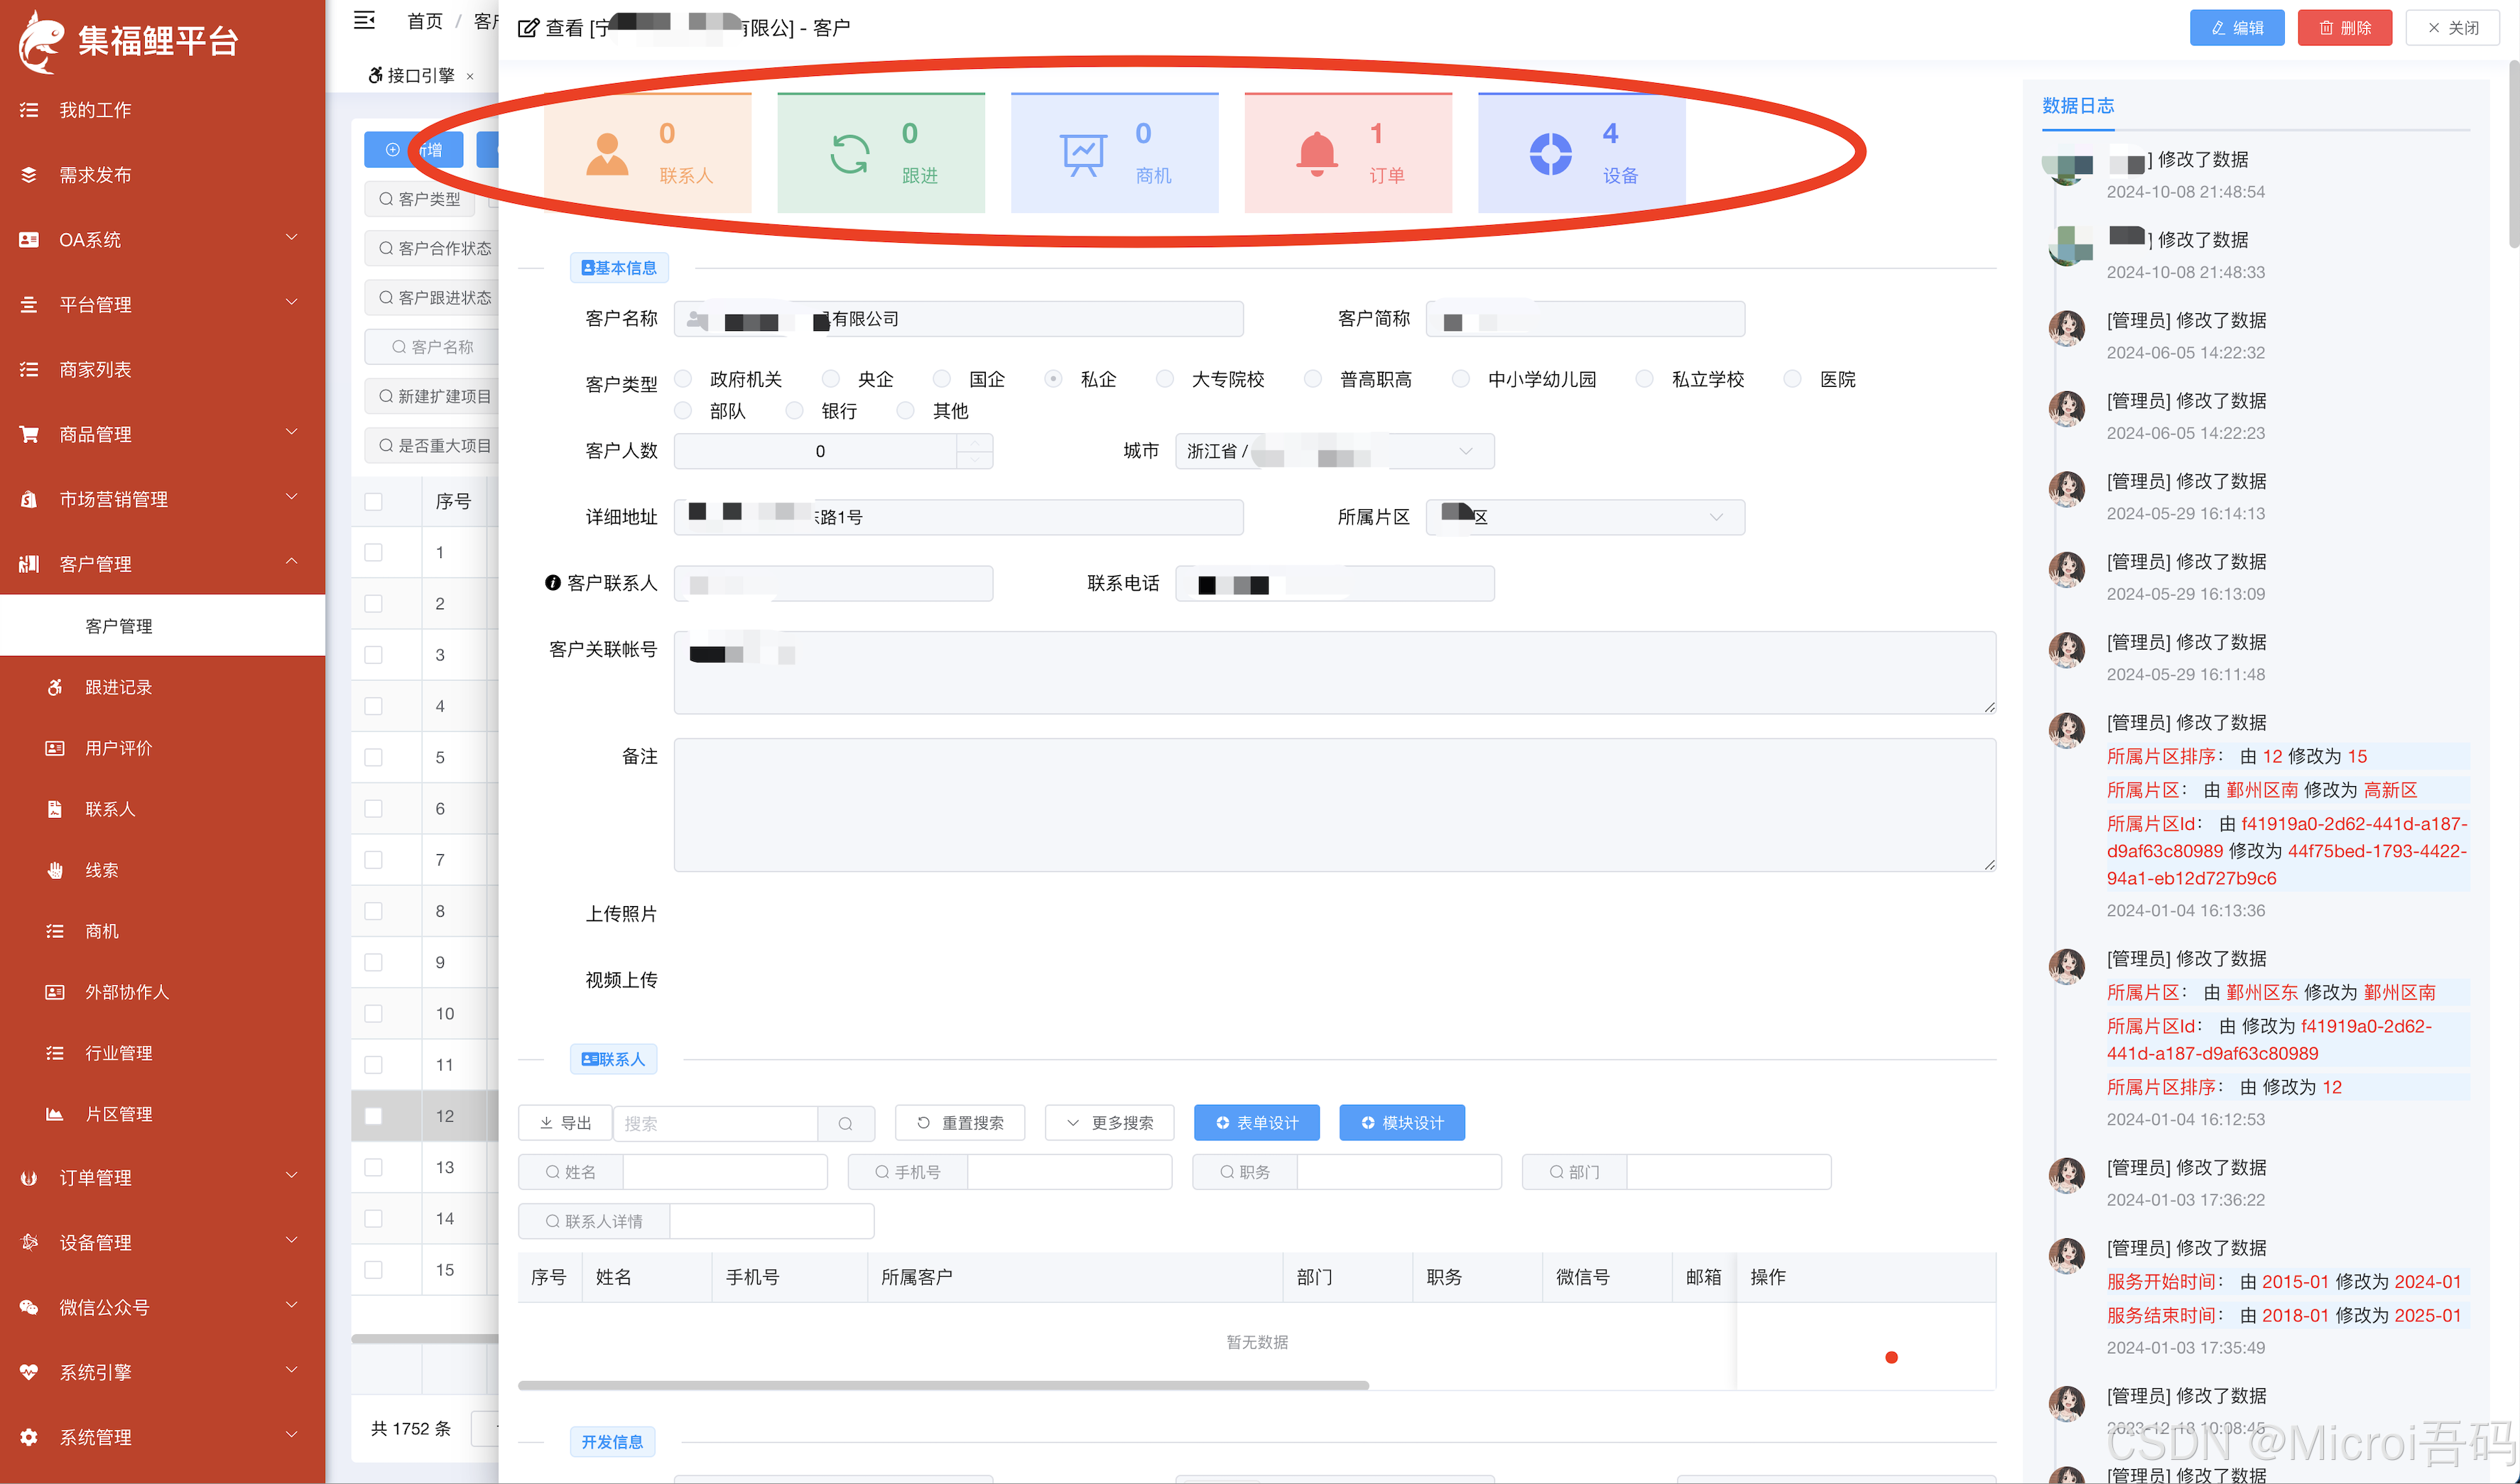 集福鲤平台
我的工作
需求发布
OA系统
平台管理
商家列表
商品管理
市场营销管理
客户管理
客户管理
跟进记录
用户评价
联系人
线索
商机
外部协作人
行业管理
片区管理
订单管理
设备管理
微信公众号
系统引擎
系统管理
首页 / 客户
接口引擎 ×
新增
客户类型
客户合作状态
客户跟进状态
客户名称
新建扩建项目
是否重大项目
序号
1
2
3
4
5
6
7
8
9
10
11
12
13
14
15
共 1752 条
查看 [宁 有限公] - 客户
编辑
删除
关闭
0 联系人
0 跟进
0 商机
1 订单
4 设备
基本信息
客户名称 有限公司
客户简称
客户类型 政府机关 央企 国企 私企 大专院校 普高职高 中小学幼儿园 私立学校 医院
部队 银行 其他
客户人数 0 城市 浙江省 /
详细地址 东路1号 所属片区 区
客户联系人 联系电话
客户关联帐号
备注
上传照片
视频上传
联系人
导出 搜索 重置搜索 更多搜索 表单设计 模块设计
姓名 手机号 职务 部门
联系人详情
序号 姓名 手机号 所属客户 部门 职务 微信号 邮箱 操作
暂无数据
开发信息
数据日志
] 修改了数据
2024-10-08 21:48:54
] 修改了数据
2024-10-08 21:48:33
[管理员] 修改了数据
2024-06-05 14:22:32
[管理员] 修改了数据
2024-06-05 14:22:23
[管理员] 修改了数据
2024-05-29 16:14:13
[管理员] 修改了数据
2024-05-29 16:13:09
[管理员] 修改了数据
2024-05-29 16:11:48
[管理员] 修改了数据
所属片区排序： 由 12 修改为 15
所属片区： 由 鄞州区南 修改为 高新区
所属片区Id： 由 f41919a0-2d62-441d-a187-
d9af63c80989 修改为 44f75bed-1793-4422-
94a1-eb12d727b9c6
2024-01-04 16:13:36
[管理员] 修改了数据
所属片区： 由 鄞州区东 修改为 鄞州区南
所属片区Id： 由 修改为 f41919a0-2d62-
441d-a187-d9af63c80989
所属片区排序： 由 修改为 12
2024-01-04 16:12:53
[管理员] 修改了数据
2024-01-03 17:36:22
[管理员] 修改了数据
服务开始时间： 由 2015-01 修改为 2024-01
服务结束时间： 由 2018-01 修改为 2025-01
2024-01-03 17:35:49
[管理员] 修改了数据
2023-12-18 10:08:45
[管理员] 修改了数据
CSDN @Microi吾码